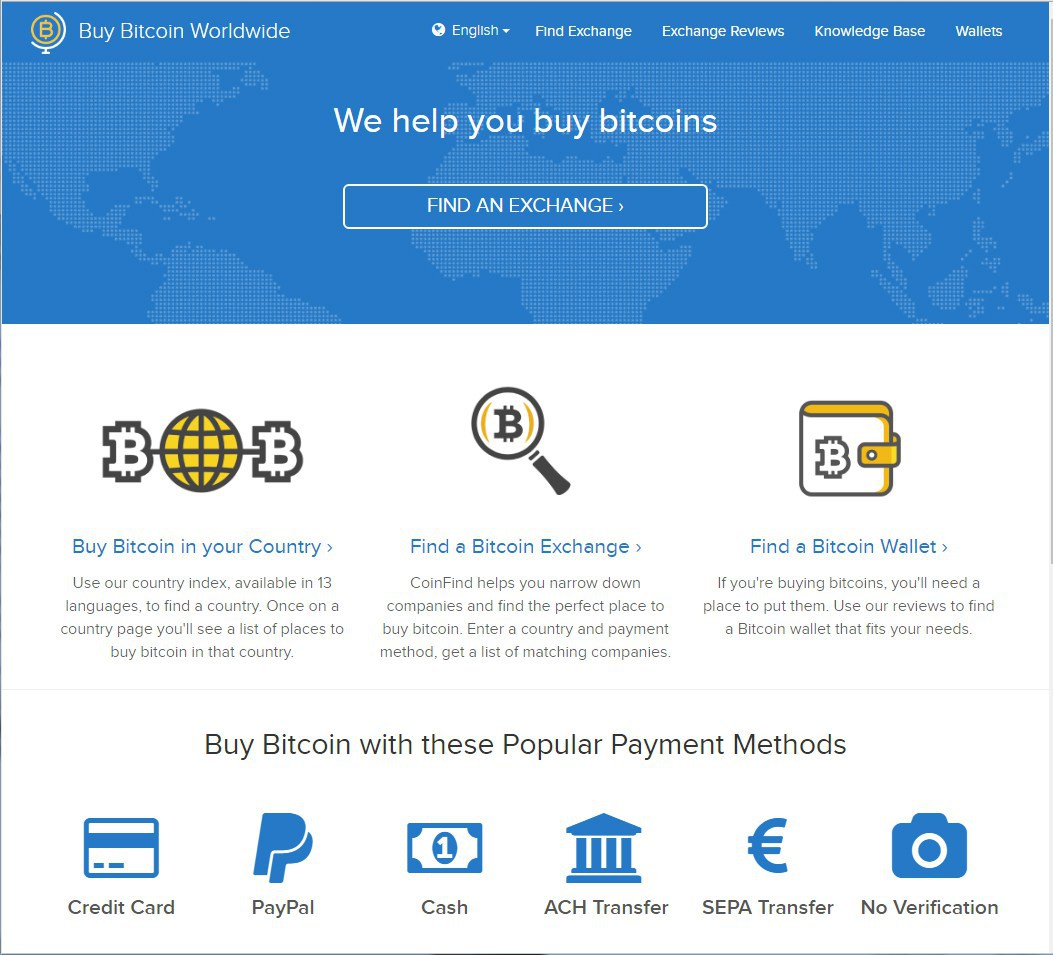 Buy Bitcoin Worldwide
English
Find Exchange
Exchange Reviews
Knowledge Base
Wallets
We help you buy bitcoins
FIND AN EXCHANGE ›
Buy Bitcoin in your Country ›
Use our country index, available in 13
languages, to find a country. Once on a
country page you'll see a list of places to
buy bitcoin in that country.
Find a Bitcoin Exchange ›
CoinFind helps you narrow down
companies and find the perfect place to
buy bitcoin. Enter a country and payment
method, get a list of matching companies.
Find a Bitcoin Wallet ›
If you're buying bitcoins, you'll need a
place to put them. Use our reviews to find
a Bitcoin wallet that fits your needs.
Buy Bitcoin with these Popular Payment Methods
1
€
Credit Card
PayPal
Cash
ACH Transfer
SEPA Transfer
No Verification